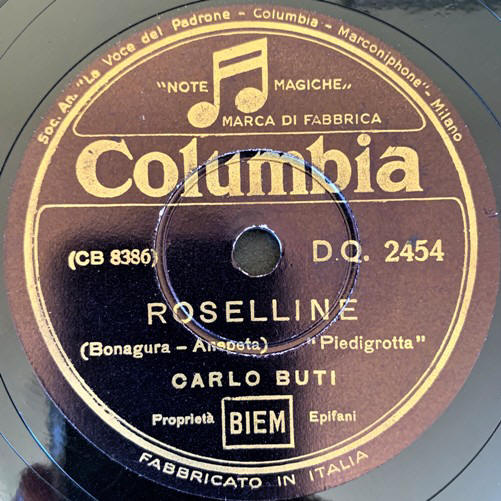 Soc. An. "La Voce del Padrone - Columbia - Marconiphone" - Milano
"NOTE MAGICHE"
MARCA DI FABBRICA
Columbia
(CB 8386) D.Q. 2454
ROSELLINE
(Bonagura - Anepeta) "Piedigrotta"
CARLO BUTI
Proprietà BIEM Epifani
FABBRICATO IN ITALIA